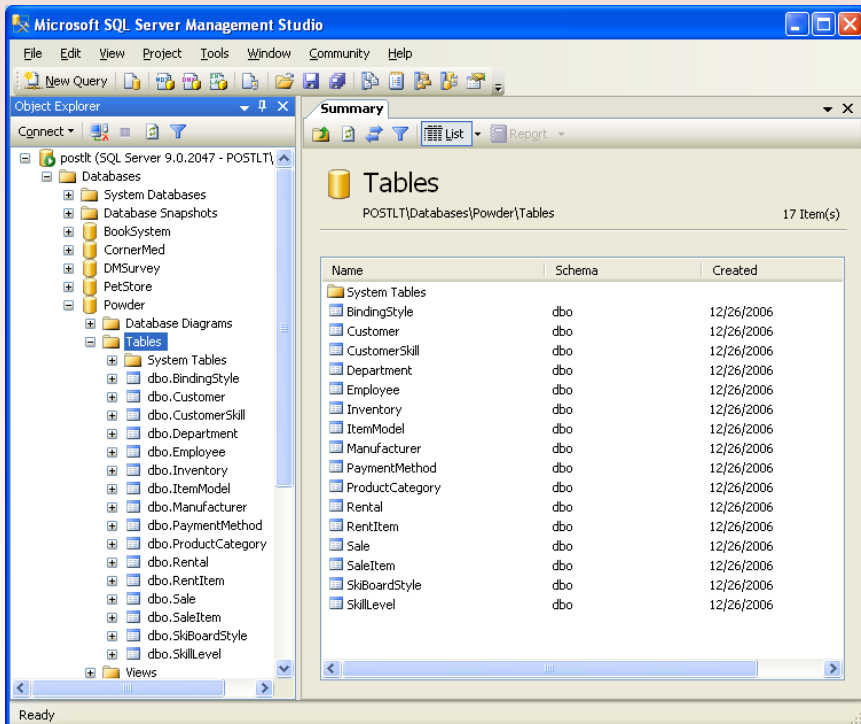 Microsoft SQL Server Management Studio
File Edit View Project Tools Window Community Help
New Query
Object Explorer
Connect
postlt (SQL Server 9.0.2047 - POSTLT\
Databases
System Databases
Database Snapshots
BookSystem
CornerMed
DMSurvey
PetStore
Powder
Database Diagrams
Tables
System Tables
dbo.BindingStyle
dbo.Customer
dbo.CustomerSkill
dbo.Department
dbo.Employee
dbo.Inventory
dbo.ItemModel
dbo.Manufacturer
dbo.PaymentMethod
dbo.ProductCategory
dbo.Rental
dbo.RentItem
dbo.Sale
dbo.SaleItem
dbo.SkiBoardStyle
dbo.SkillLevel
Views
Summary
List Report
Tables
POSTLT\Databases\Powder\Tables 17 Item(s)
Name Schema Created
System Tables
BindingStyle dbo 12/26/2006
Customer dbo 12/26/2006
CustomerSkill dbo 12/26/2006
Department dbo 12/26/2006
Employee dbo 12/26/2006
Inventory dbo 12/26/2006
ItemModel dbo 12/26/2006
Manufacturer dbo 12/26/2006
PaymentMethod dbo 12/26/2006
ProductCategory dbo 12/26/2006
Rental dbo 12/26/2006
RentItem dbo 12/26/2006
Sale dbo 12/26/2006
SaleItem dbo 12/26/2006
SkiBoardStyle dbo 12/26/2006
SkillLevel dbo 12/26/2006
Ready